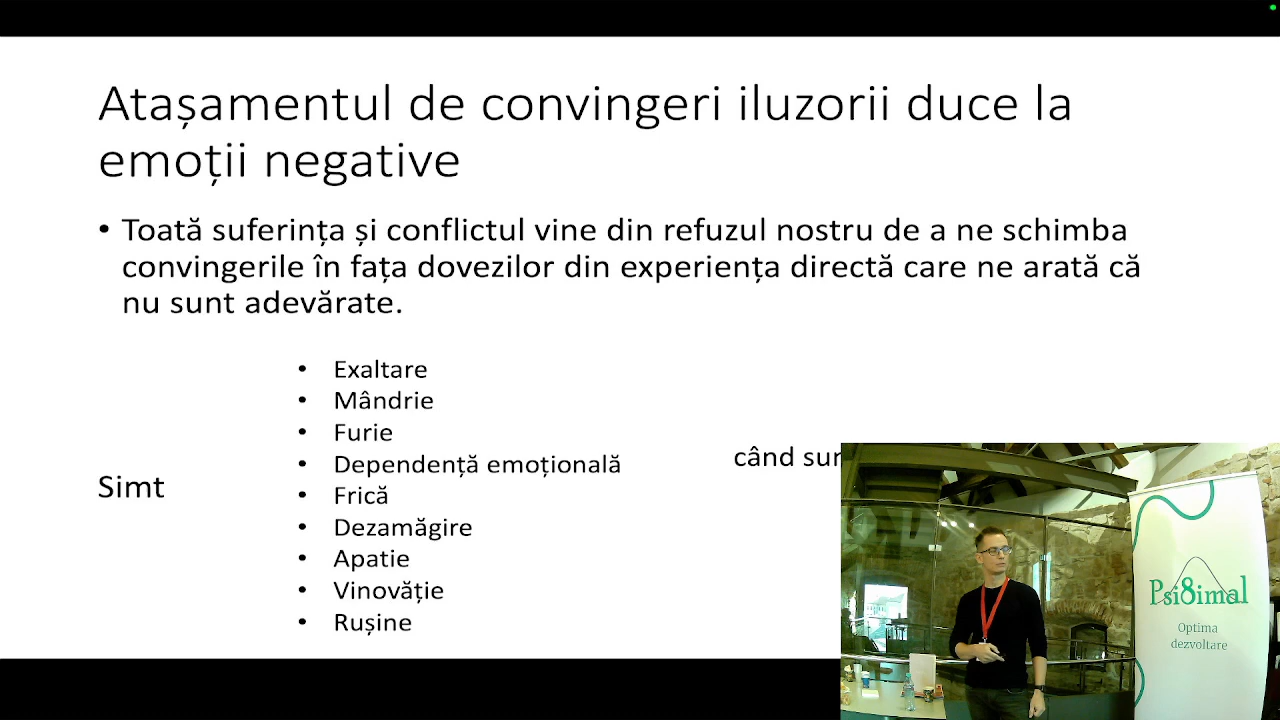 Atașamentul de convingeri iluzorii duce la
emoții negative
• Toată suferința și conflictul vine din refuzul nostru de a ne schimba
convingerile în fața dovezilor din experiența directă care ne arată că
nu sunt adevărate.
• Exaltare
• Mândrie
• Furie
• Dependență emoțională
• Frică
• Dezamăgire
• Apatie
• Vinovăție
• Rușine
Simt
când
Psi8imal
Optima
dezvoltare